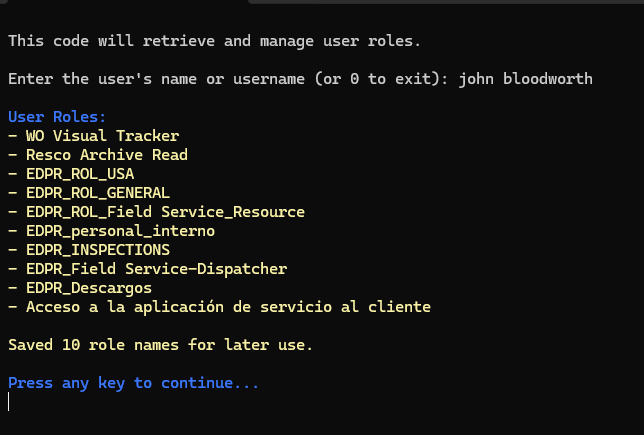 This code will retrieve and manage user roles.
Enter the user's name or username (or 0 to exit): john bloodworth
User Roles:
- WO Visual Tracker
- Resco Archive Read
- EDPR_ROL_USA
- EDPR_ROL_GENERAL
- EDPR_ROL_Field Service_Resource
- EDPR_personal_interno
- EDPR_INSPECTIONS
- EDPR_Field Service-Dispatcher
- EDPR_Descargos
- Acceso a la aplicación de servicio al cliente
Saved 10 role names for later use.
Press any key to continue...